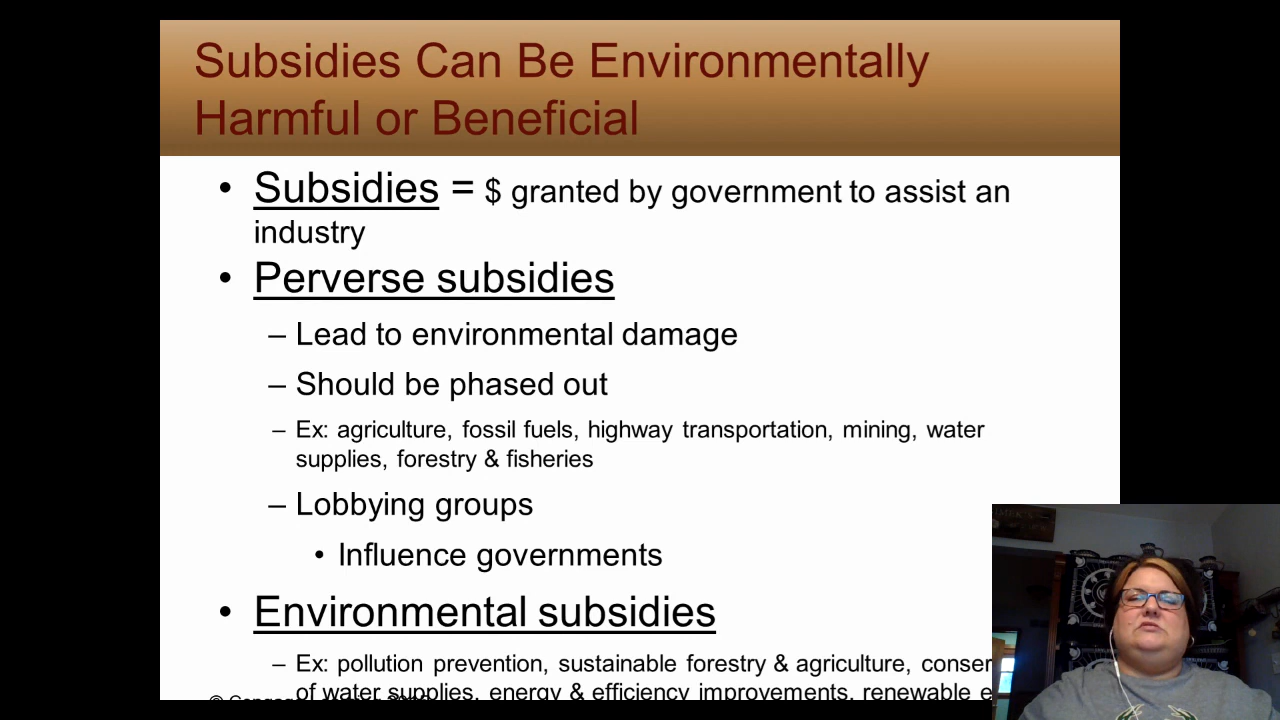 Subsidies Can Be Environmentally
Harmful or Beneficial
• Subsidies = $ granted by government to assist an
industry
• Perverse subsidies
– Lead to environmental damage
– Should be phased out
– Ex: agriculture, fossil fuels, highway transportation, mining, water
supplies, forestry & fisheries
– Lobbying groups
• Influence governments
• Environmental subsidies
– Ex: pollution prevention, sustainable forestry & agriculture, conser
of water supplies, energy & efficiency improvements, renewable e